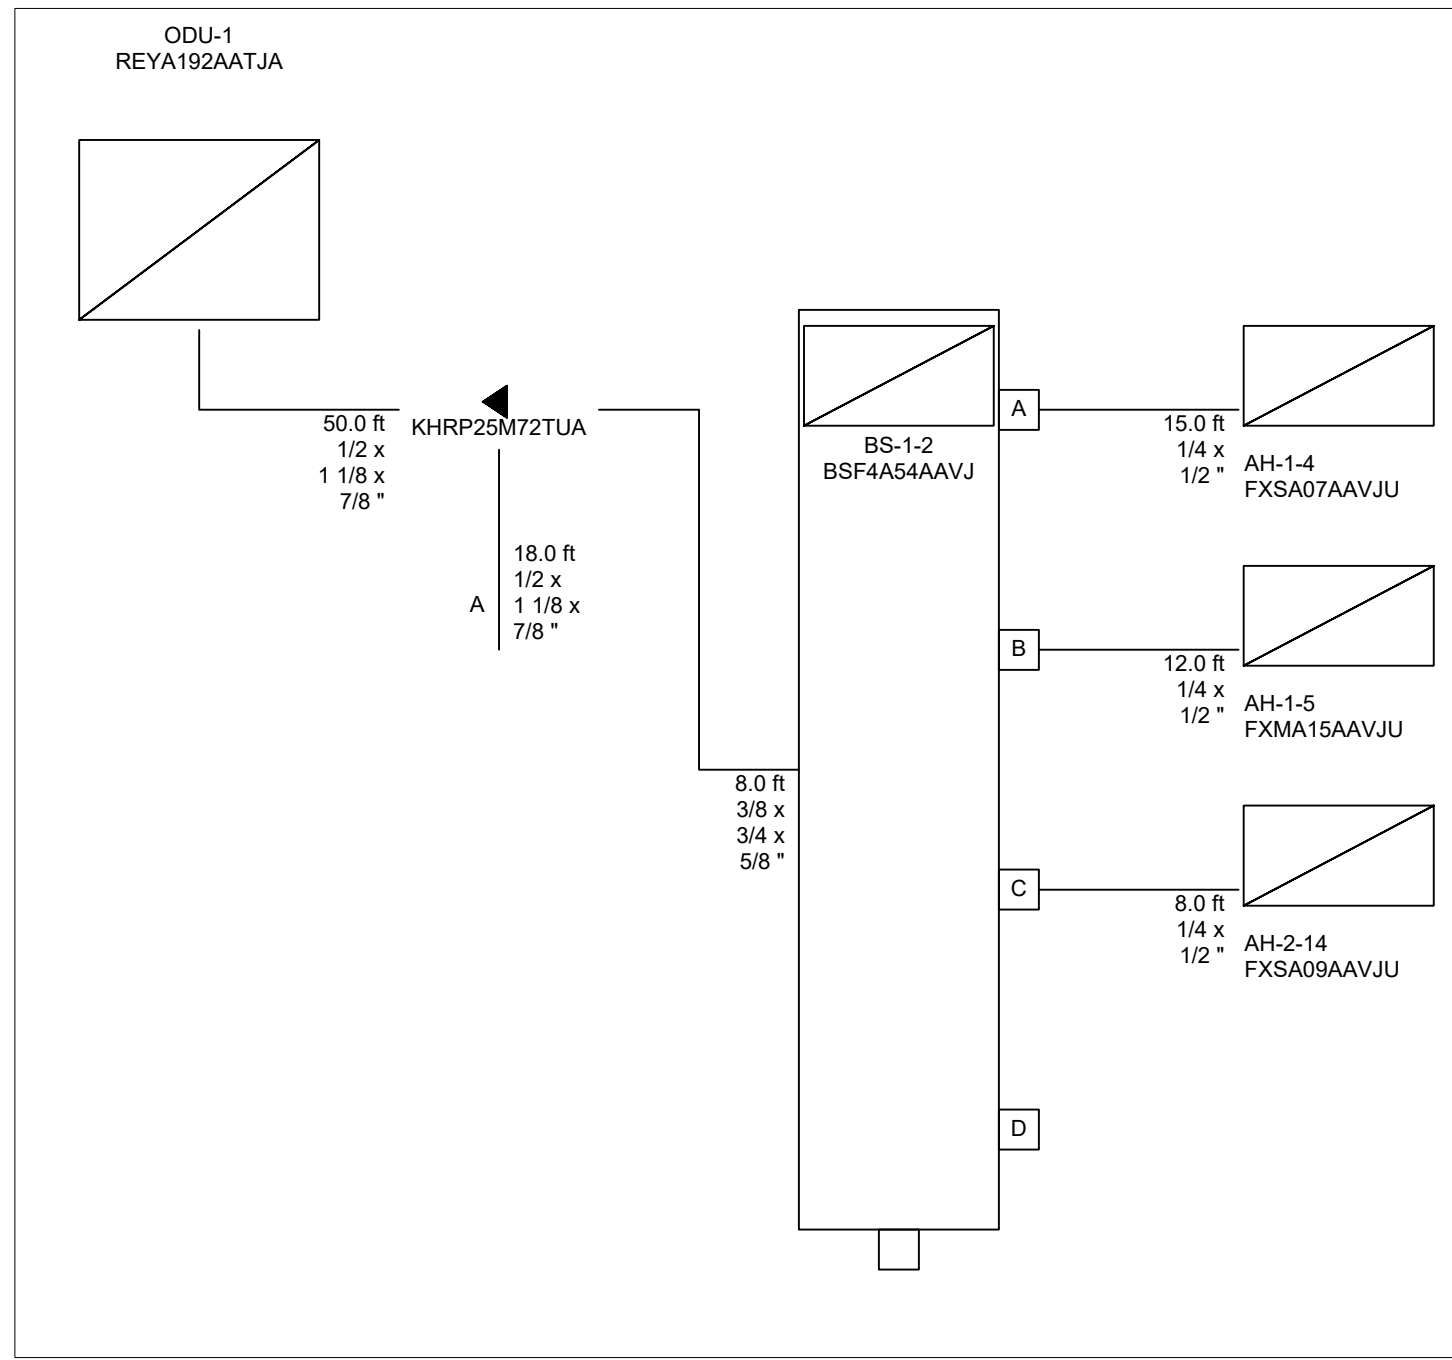 ODU-1
REYA192AATJA
50.0 ft
1/2 x
1 1/8 x
7/8 "
KHRP25M72TUA
A
18.0 ft
1/2 x
1 1/8 x
7/8 "
8.0 ft
3/8 x
3/4 x
5/8 "
BS-1-2
BSF4A54AAVJ
A
15.0 ft
1/4 x
1/2 "
AH-1-4
FXSA07AAVJU
B
12.0 ft
1/4 x
1/2 "
AH-1-5
FXMA15AAVJU
C
8.0 ft
1/4 x
1/2 "
AH-2-14
FXSA09AAVJU
D